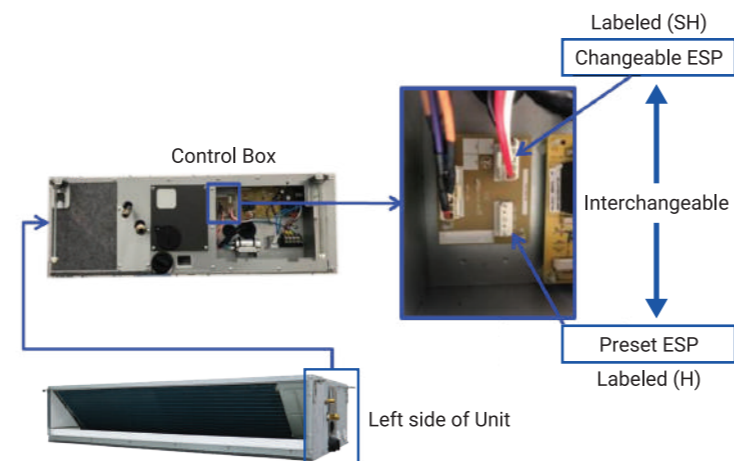 Labeled (SH)
Changeable ESP
Control Box
Interchangeable
Preset ESP
Labeled (H)
Left side of Unit